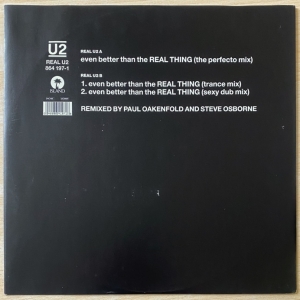 U2
REAL U2
864 197-1
ISLAND
REAL U2 A
even better than the REAL THING (the perfecto mix)
REAL U2 B
1. even better than the REAL THING (trance mix)
2. even better than the REAL THING (sexy dub mix)
REMIXED BY PAUL OAKENFOLD AND STEVE OSBORNE